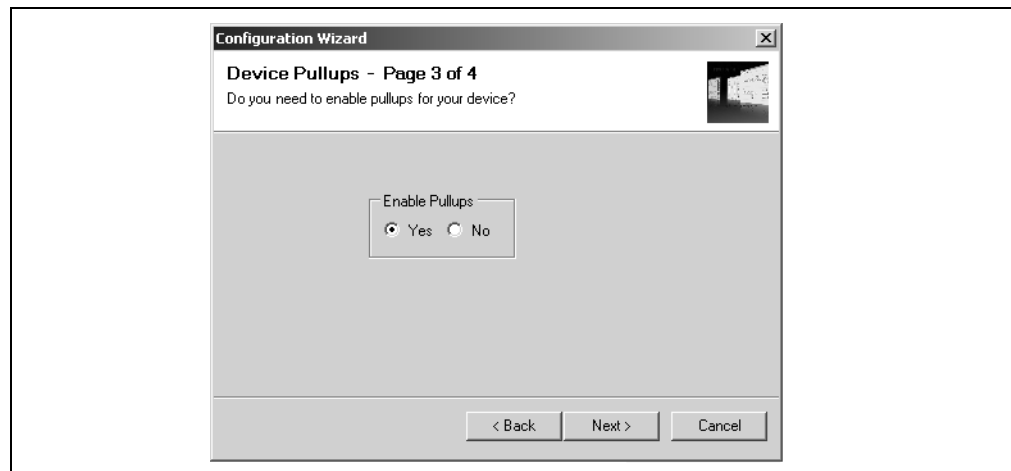 Configuration Wizard
Device Pullups - Page 3 of 4
Do you need to enable pullups for your device?
Enable Pullups
Yes No
< Back Next > Cancel